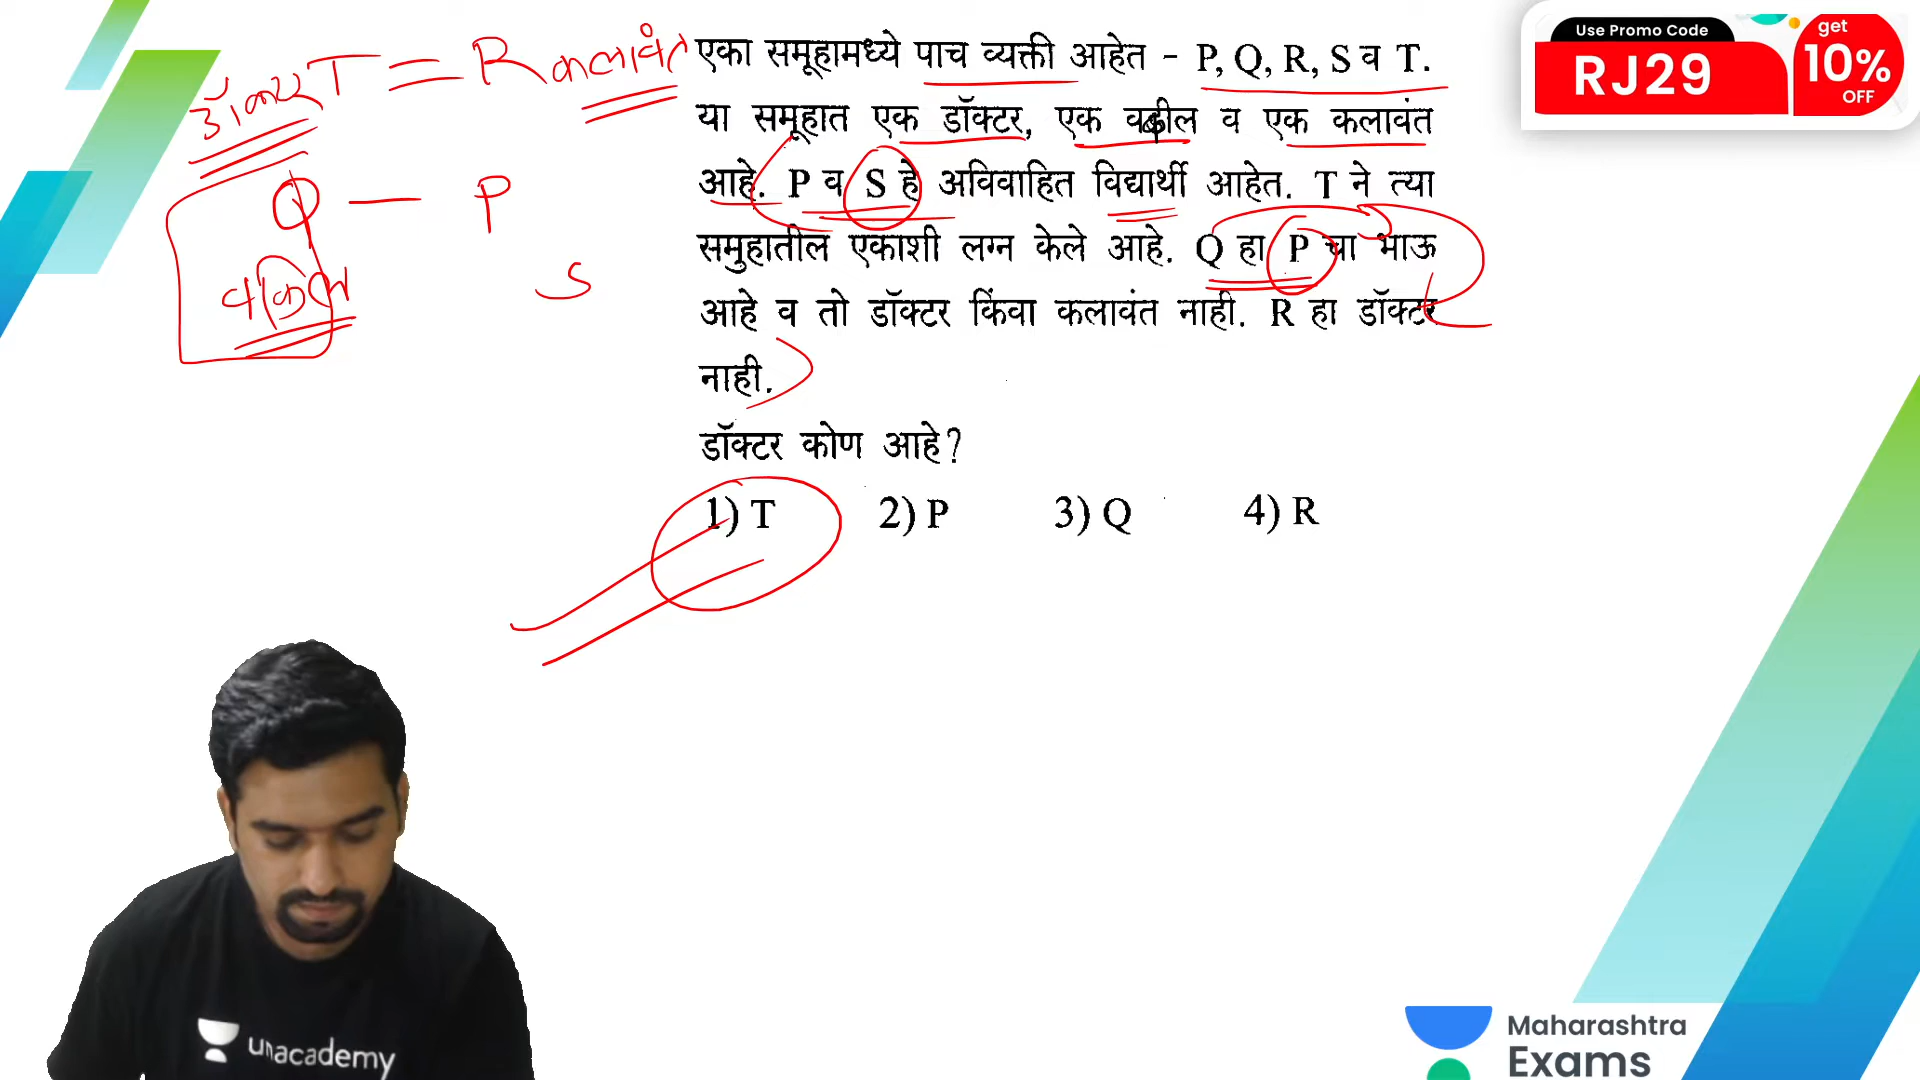 डॉक्टर T = R कलावंत
Q — P
वकिल
S
एका समूहामध्ये पाच व्यक्ती आहेत - P, Q, R, S व T.
या समूहात एक डॉक्टर, एक वकील व एक कलावंत
आहे. P व S हे अविवाहित विद्यार्थी आहेत. T ने त्या
समुहातील एकाशी लग्न केले आहे. Q हा P चा भाऊ
आहे व तो डॉक्टर किंवा कलावंत नाही. R हा डॉक्टर
नाही.
डॉक्टर कोण आहे?
1) T 2) P 3) Q 4) R
Use Promo Code
RJ29
get
10%
OFF
unacademy
Maharashtra
Exams